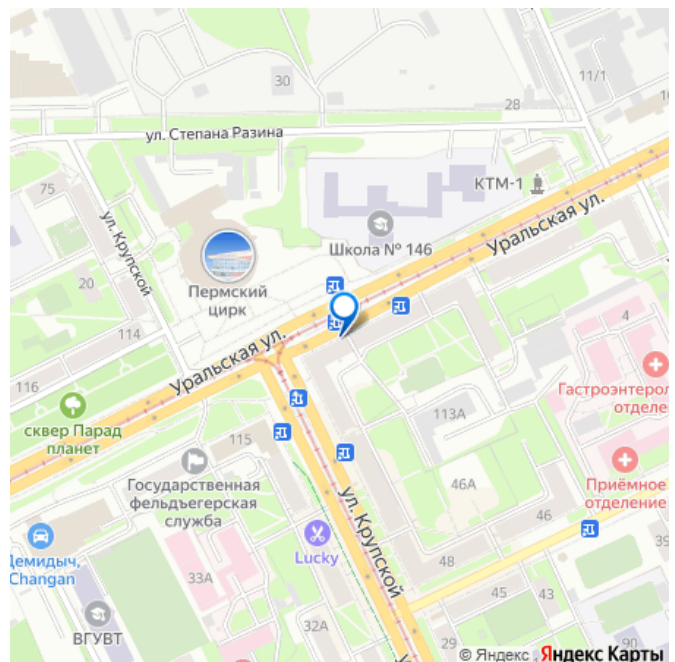 30
11/1
28
ул. Степана Разина
КТМ-1
75
Школа № 146
Уральская ул.
ул. Крупской
20
Пермский
цирк
114
4
Уральская ул.
116
Гастроэнтерол
отделе
сквер Парад
планет
115
113А
Государственная
фельдъегерская
служба
Приёмное
отделение
46А
46
ул. Крупской
Демидыч,
Changan
Lucky
48
39
33А
45
43
ВГУВТ
32А
29
90
© Яндекс
Яндекс Карты